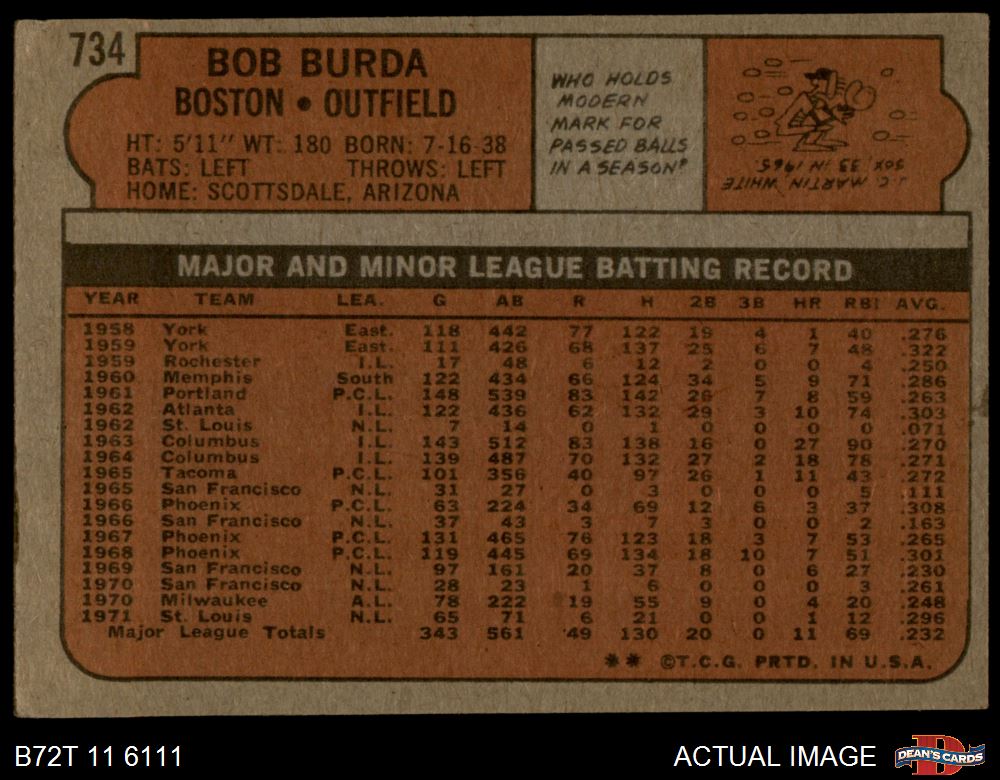 734
BOB BURDA
BOSTON • OUTFIELD
HT: 5'11" WT: 180 BORN: 7-16-38
BATS: LEFT THROWS: LEFT
HOME: SCOTTSDALE, ARIZONA
WHO HOLDS
MODERN
MARK FOR
PASSED BALLS
IN A SEASON?
J.C. MARTIN, WHITE
SOX 33 IN 1965.
MAJOR AND MINOR LEAGUE BATTING RECORD
YEAR TEAM LEA. G AB R H 2B 3B HR RBI AVG.
1958 York East. 118 442 77 122 19 4 1 40 .276
1959 York East. 111 426 68 137 25 6 7 48 .322
1959 Rochester I.L. 17 48 6 12 2 0 0 4 .250
1960 Memphis South 122 434 66 124 34 5 9 71 .286
1961 Portland P.C.L. 148 539 83 142 26 7 8 59 .263
1962 Atlanta I.L. 122 436 62 132 29 3 10 74 .303
1962 St. Louis N.L. 7 14 0 1 0 0 0 0 .071
1963 Columbus I.L. 143 512 83 138 16 0 27 90 .270
1964 Columbus I.L. 139 487 70 132 27 2 18 78 .271
1965 Tacoma P.C.L. 101 356 40 97 26 1 11 43 .272
1965 San Francisco N.L. 31 27 0 3 0 0 0 5 .111
1966 Phoenix P.C.L. 63 224 34 69 12 6 3 37 .308
1966 San Francisco N.L. 37 43 3 7 3 0 0 2 .163
1967 Phoenix P.C.L. 131 465 76 123 18 3 7 53 .265
1968 Phoenix P.C.L. 119 445 69 134 18 10 7 51 .301
1969 San Francisco N.L. 97 161 20 37 8 0 6 27 .230
1970 San Francisco N.L. 28 23 1 6 0 0 0 3 .261
1970 Milwaukee A.L. 78 222 19 55 9 0 4 20 .248
1971 St. Louis N.L. 65 71 6 21 0 0 1 12 .296
Major League Totals 343 561 49 130 20 0 11 69 .232
** ©T.C.G. PRTD. IN U.S.A.
B72T 11 6111
ACTUAL IMAGE
D
DEAN'S CARDS